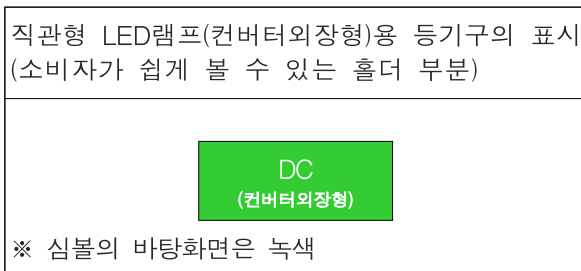 직관형 LED램프(컨버터외장형)용 등기구의 표시
(소비자가 쉽게 볼 수 있는 홀더 부분)
DC
(컨버터외장형)
※ 심볼의 바탕화면은 녹색